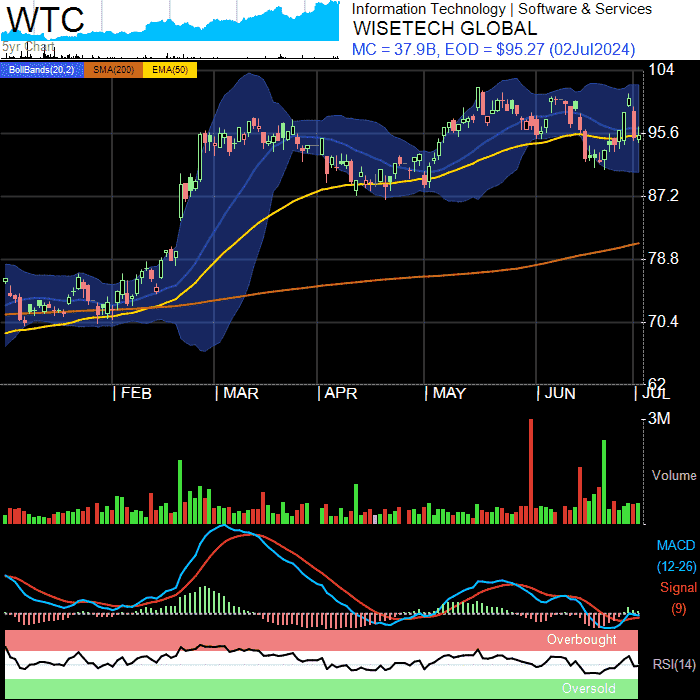 WTC
5yr Chart
Information Technology | Software & Services
WISETECH GLOBAL
MC = 37.9B, EOD = $95.27 (02Jul2024)
BollBands(20,2) SMA(200) EMA(50)
104
95.6
87.2
78.8
70.4
62
FEB MAR APR MAY JUN JUL
3M
Volume
MACD
(12-26)
Signal
(9)
Overbought
RSI(14)
Oversold